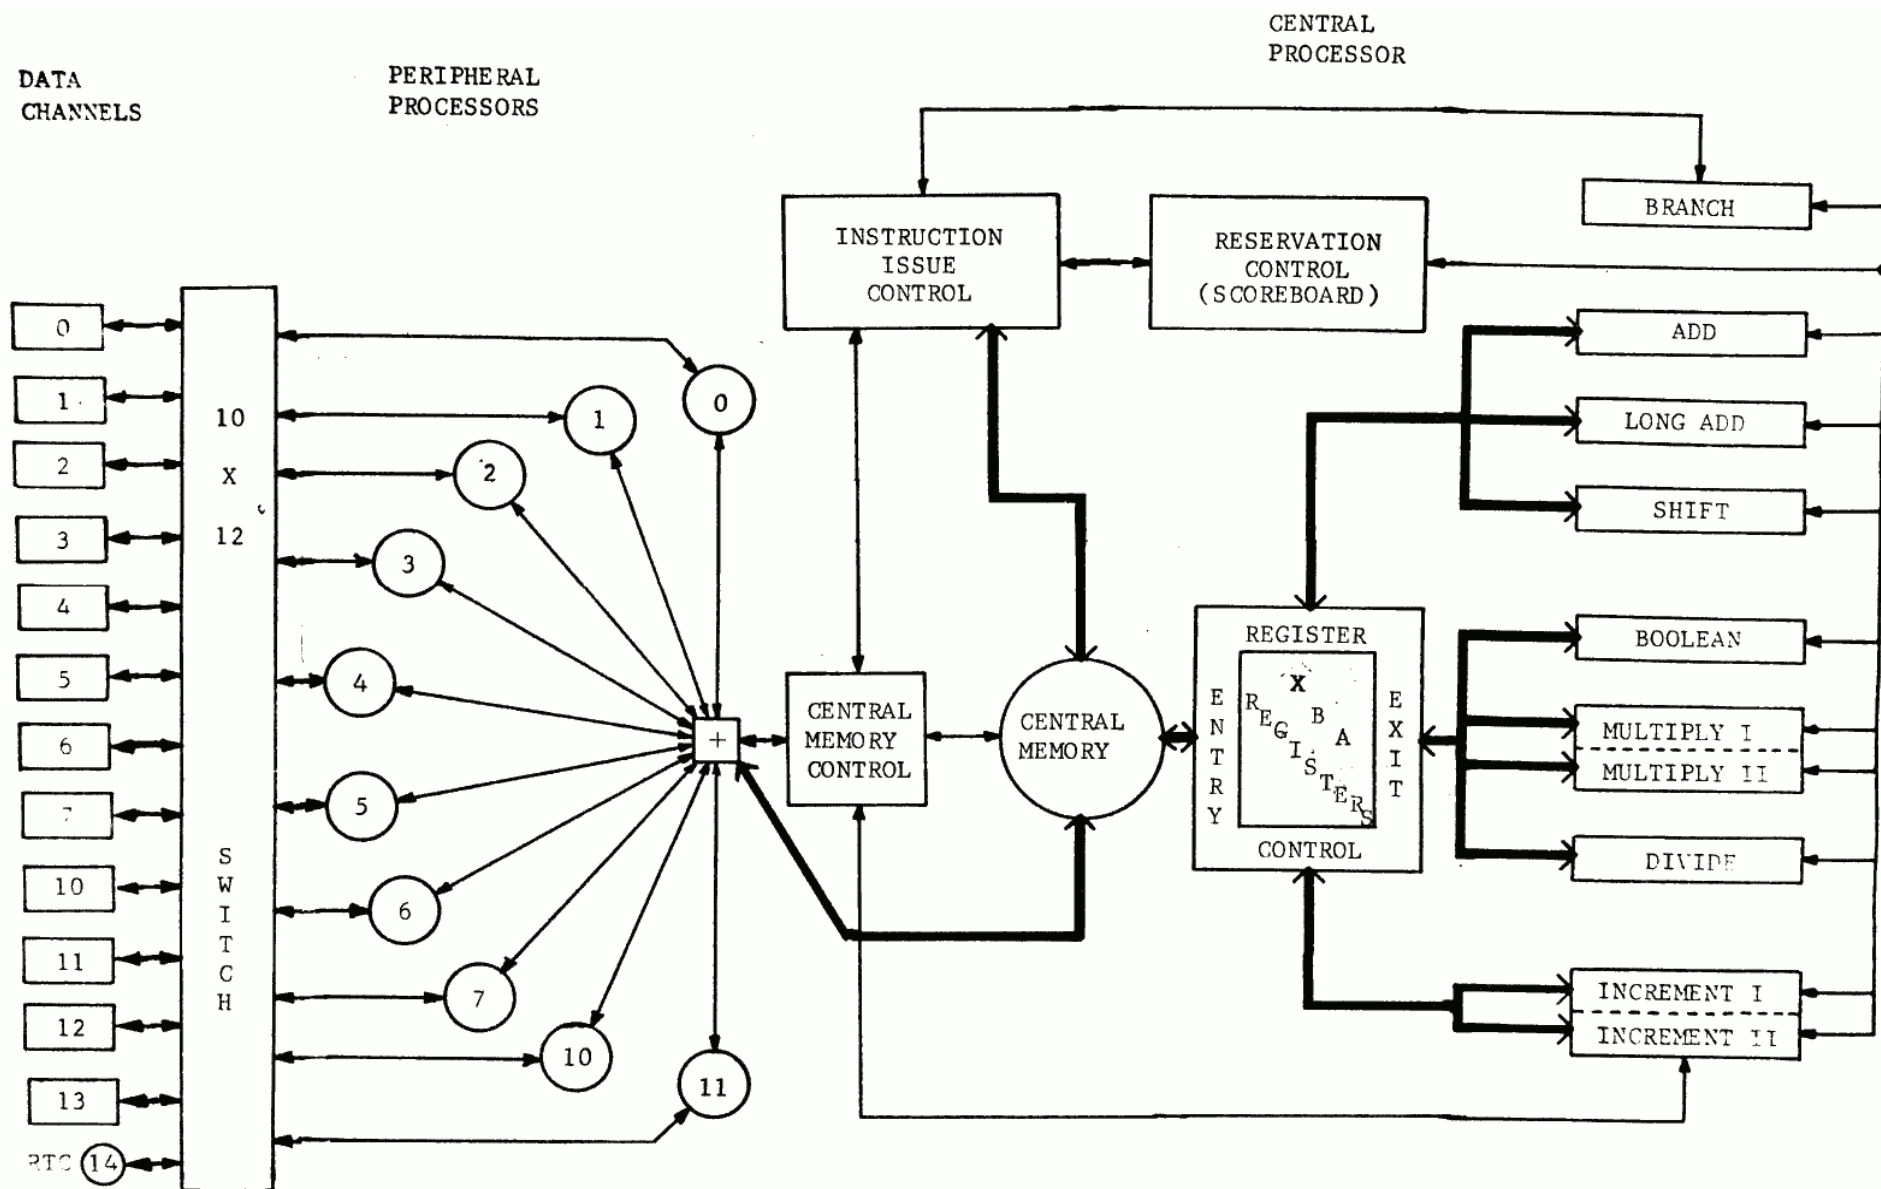 CENTRAL
PROCESSOR
DATA
CHANNELS
PERIPHERAL
PROCESSORS
0
1
2
3
4
5
6
7
10
11
12
13
RTC 14
10
X
12
SWITCH
0
1
2
3
4
5
6
7
10
11
+
INSTRUCTION
ISSUE
CONTROL
RESERVATION
CONTROL
(SCOREBOARD)
CENTRAL
MEMORY
CONTROL
CENTRAL
MEMORY
REGISTER
ENTRY
X
B
A
REGISTERS
EXIT
CONTROL
BRANCH
ADD
LONG ADD
SHIFT
BOOLEAN
MULTIPLY I
MULTIPLY II
DIVIDE
INCREMENT I
INCREMENT II